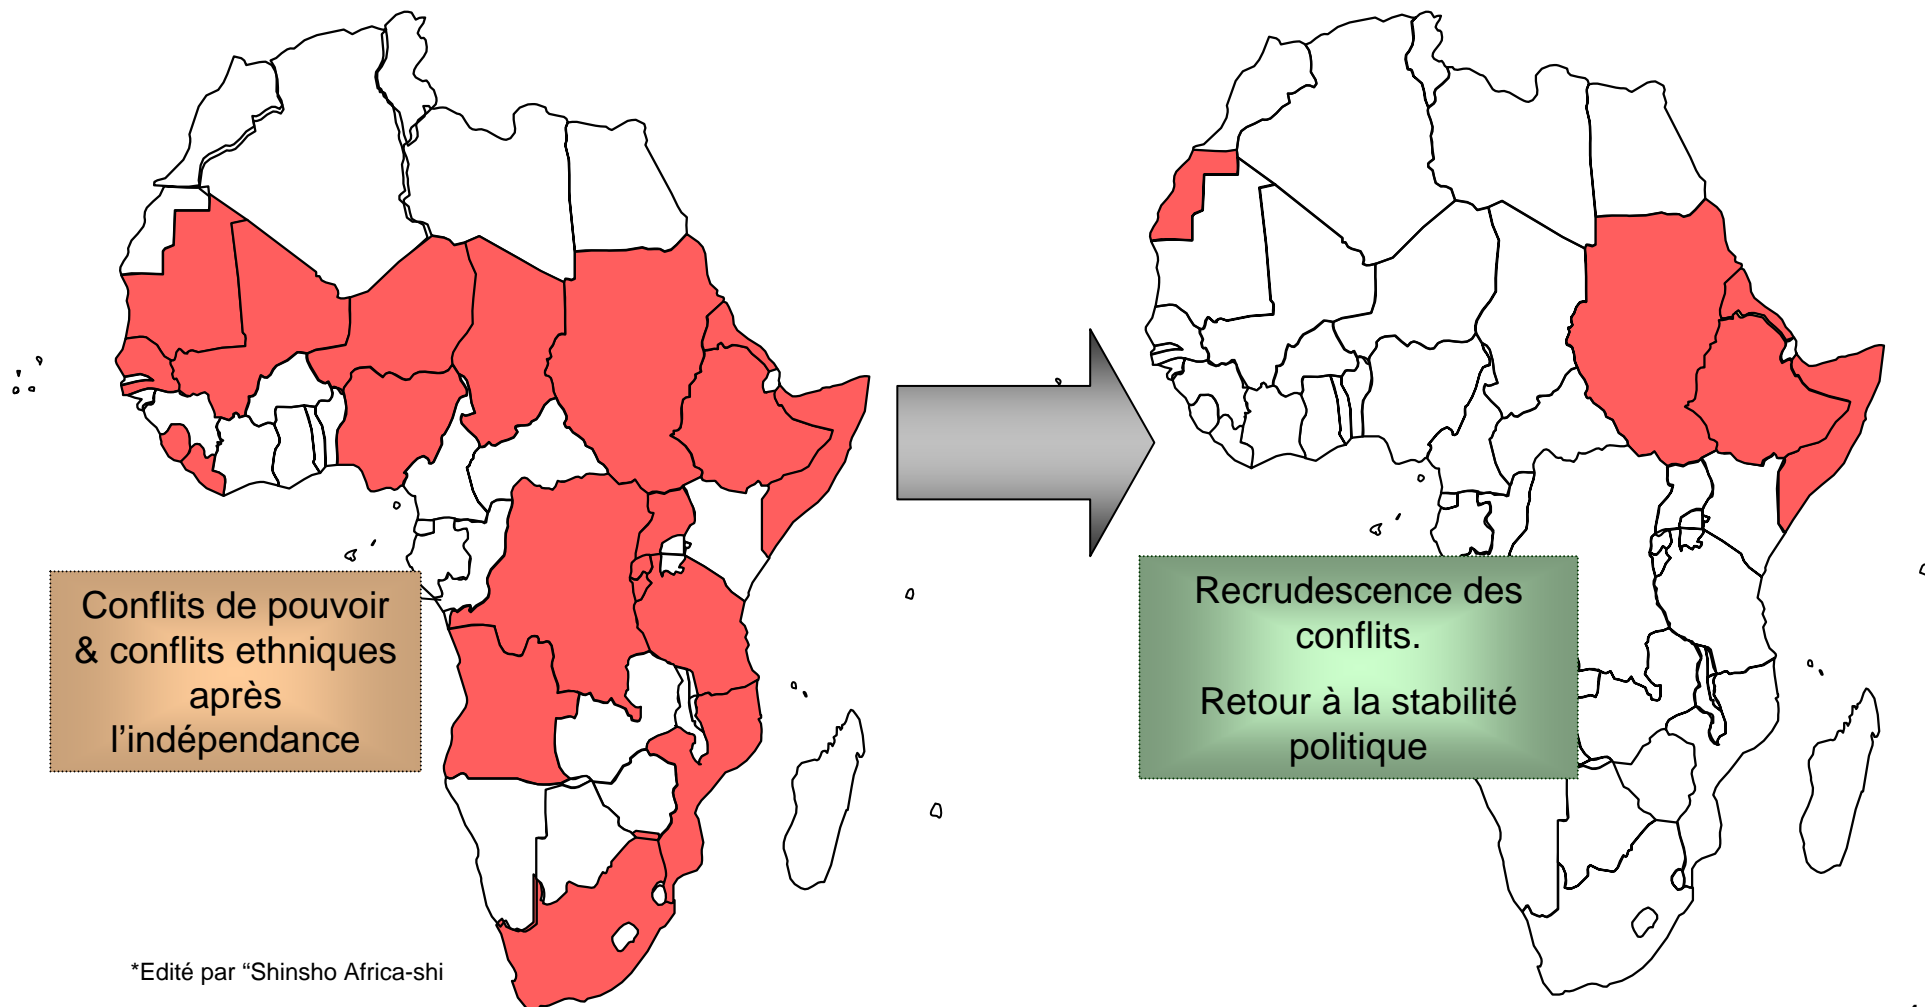 Conflits de pouvoir
& conflits ethniques
après
l’indépendance
Recrudescence des
conflits.
Retour à la stabilité
politique
*Edité par “Shinsho Africa-shi